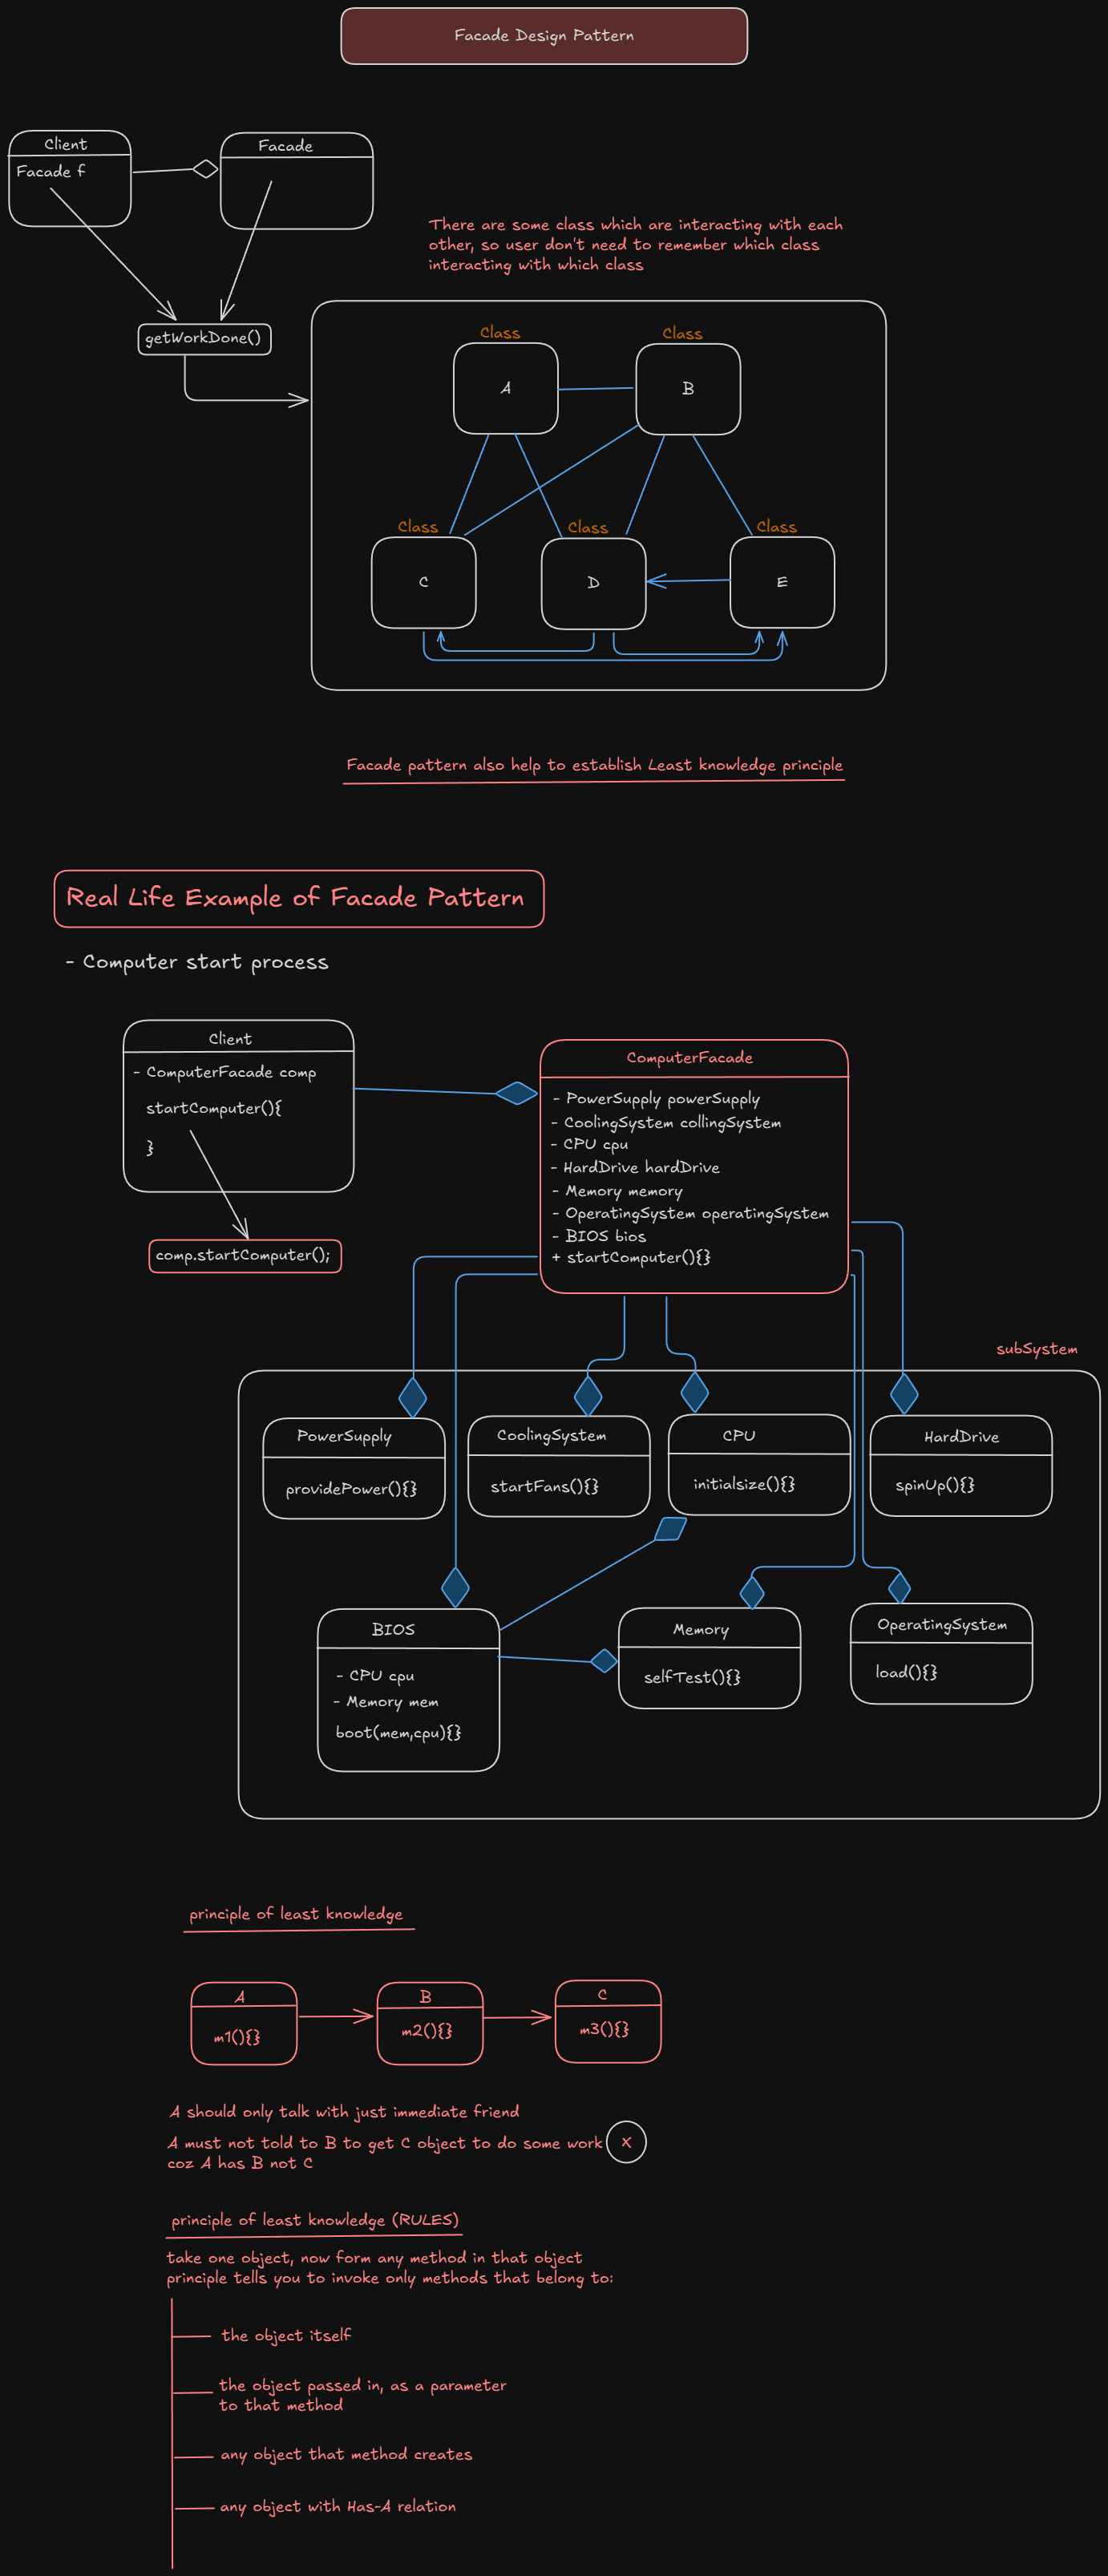 Facade Design Pattern
Client
Facade f
Facade
There are some class which are interacting with each
other, so user don't need to remember which class
interacting with which class
getWorkDone()
Class
Class
A
B
Class
Class
Class
C
D
E
Facade pattern also help to establish Least knowledge principle
Real Life Example of Facade Pattern
- Computer start process
Client
- ComputerFacade comp
startComputer(){
}
comp.startComputer();
ComputerFacade
- PowerSupply powerSupply
- CoolingSystem collingSystem
- CPU cpu
- HardDrive hardDrive
- Memory memory
- OperatingSystem operatingSystem
- BIOS bios
+ startComputer(){}
subSystem
PowerSupply
providePower(){}
CoolingSystem
startFans(){}
CPU
initialsize(){}
HardDrive
spinUp(){}
BIOS
- CPU cpu
- Memory mem
boot(mem,cpu){}
Memory
selfTest(){}
OperatingSystem
load(){}
principle of least knowledge
A
m1(){}
B
m2(){}
C
m3(){}
A should only talk with just immediate friend
A must not told to B to get C object to do some work
coz A has B not C
X
principle of least knowledge (RULES)
take one object, now form any method in that object
principle tells you to invoke only methods that belong to:
the object itself
the object passed in, as a parameter
to that method
any object that method creates
any object with Has-A relation